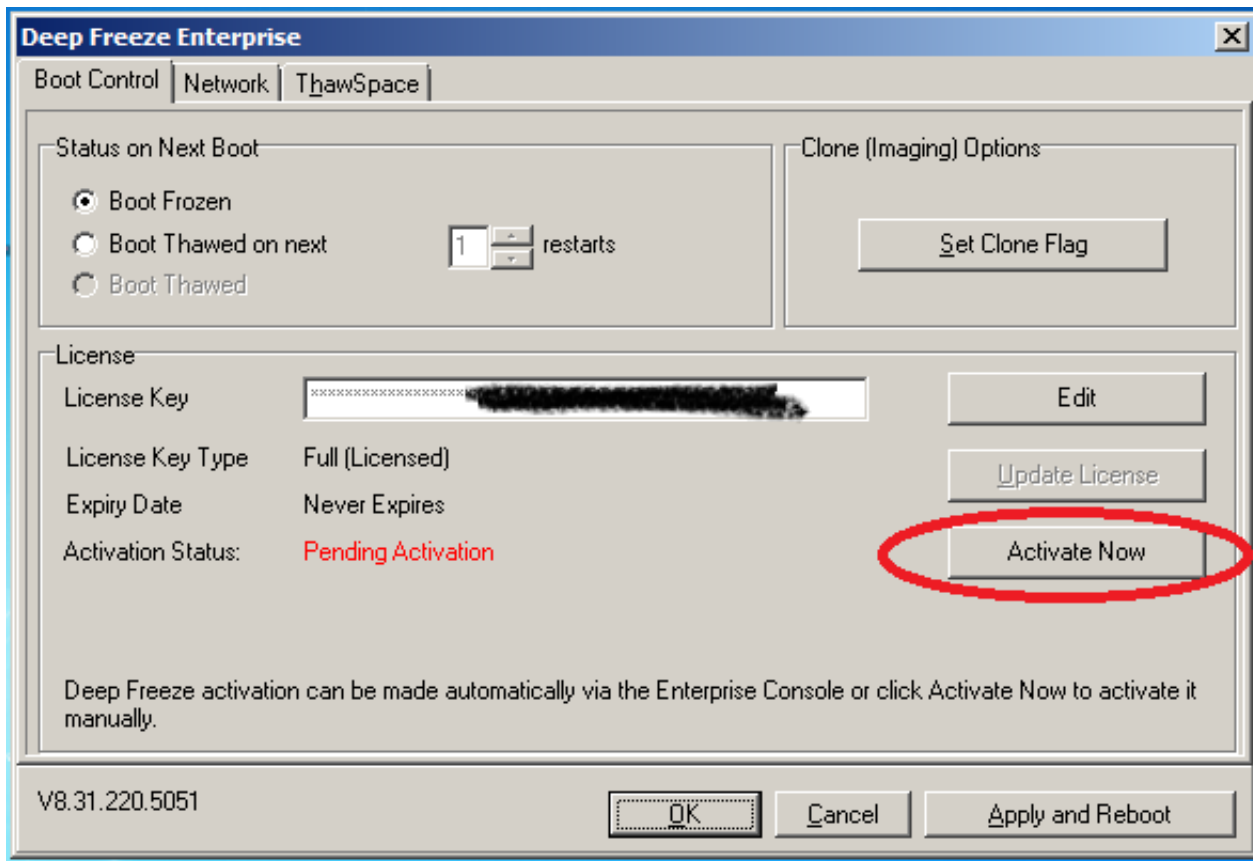 Deep Freeze Enterprise
Boot Control Network ThawSpace
Status on Next Boot
Boot Frozen
Boot Thawed on next 1 restarts
Boot Thawed
Clone (Imaging) Options
Set Clone Flag
License
License Key Edit
License Key Type Full (Licensed)
Update License
Expiry Date Never Expires
Activation Status: Pending Activation Activate Now
Deep Freeze activation can be made automatically via the Enterprise Console or click Activate Now to activate it
manually.
V8.31.220.5051
OK Cancel Apply and Reboot